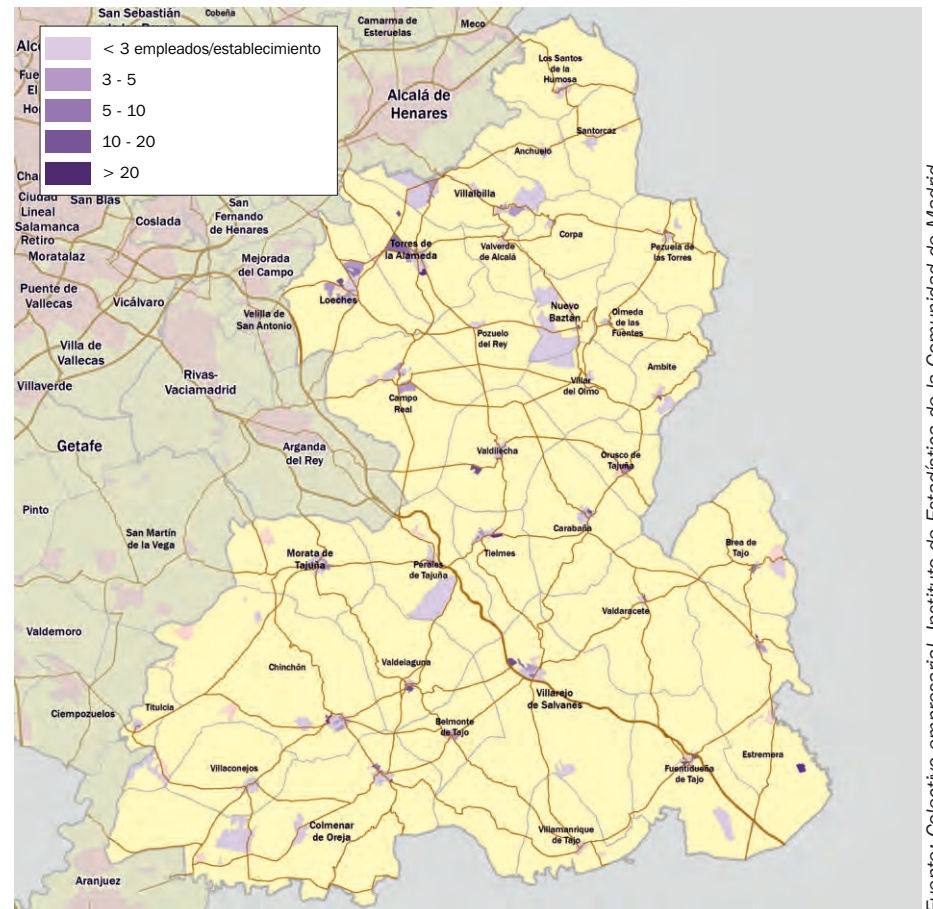 San Sebastián
Cobeña
Camarma de
Esteruelas
Meco
< 3 empleados/establecimiento
3 - 5
5 - 10
10 - 20
> 20
Los Santos
de la
Humosa
Alcalá de
Henares
Santorcaz
Anchuelo
Ciudad
Lineal
San Blas
Salamanca
Retiro
Moratalaz
Coslada
San
Fernando
de Henares
Villalbilla
Corpa
Torres de
la Alameda
Valverde
de Alcalá
Pezuela de
las Torres
Mejorada
del Campo
Puente de
Vallecas
Vicálvaro
Loeches
Velilla de
San Antonio
Nuevo
Baztán
Olmeda
de las
Fuentes
Pozuelo
del Rey
Villa de
Vallecas
Villaverde
Rivas-
Vaciamadrid
Ambite
Villar
del Olmo
Campo
Real
Getafe
Arganda
del Rey
Valdilecha
Orusco de
Tajuña
Pinto
San Martín
de la Vega
Carabaña
Brea de
Tajo
Morata de
Tajuña
Perales
de Tajuña
Tielmes
Valdaracete
Valdemoro
Chinchón
Valdelaguna
Villarejo
de Salvanés
Ciempozuelos
Titulcia
Belmonte
de Tajo
Estremera
Fuentidueña
de Tajo
Villaconejos
Colmenar
de Oreja
Villamanrique
de Tajo
Aranjuez
Fuente: Colectivo empresarial. Instituto de Estadística de la Comunidad de Madrid